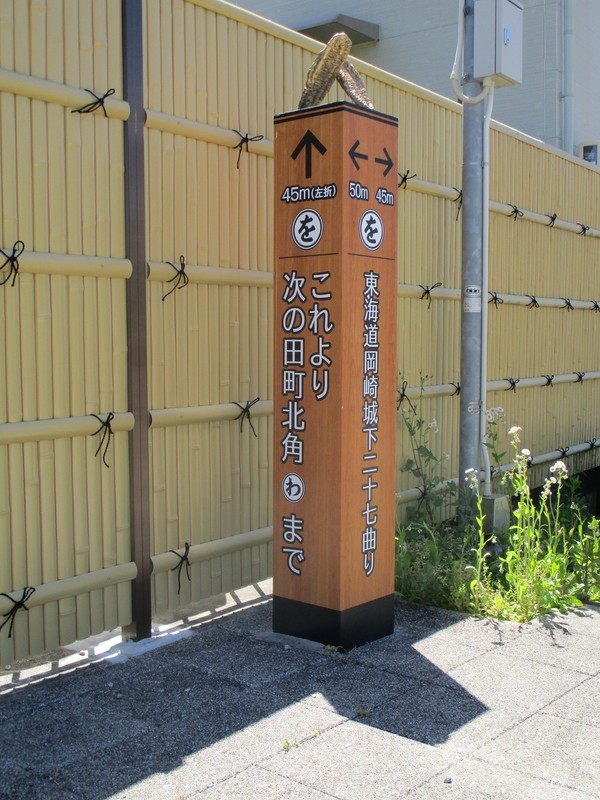 45m(左折)
を
これより
次の田町北角 わ まで
50m 45m
を
東海道岡崎城下二十七曲り